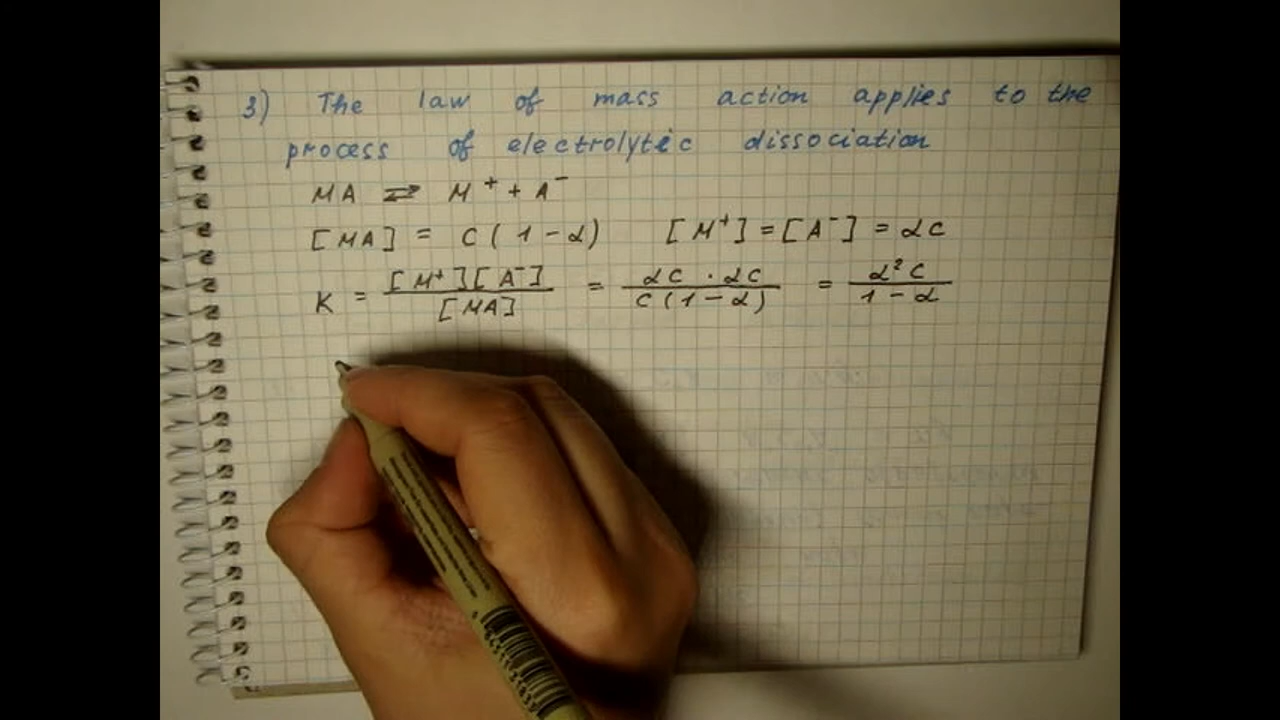 3) The law of mass action applies to the
process of electrolytic dissociation
MA ⇄ M⁺ + A⁻
[MA] = C(1-α) [M⁺] = [A⁻] = αC
K = [M⁺][A⁻] / [MA] = αC · αC / C(1-α) = α²C / 1-α